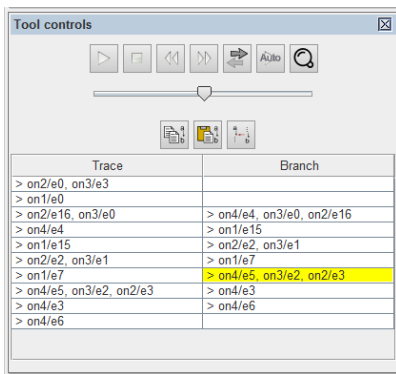 Tool controls
Auto
Trace Branch
> on2/e0, on3/e3
> on1/e0
> on2/e16, on3/e0 > on4/e4, on3/e0, on2/e16
> on4/e4 > on1/e15
> on1/e15 > on2/e2, on3/e1
> on2/e2, on3/e1 > on1/e7
> on1/e7 > on4/e5, on3/e2, on2/e3
> on4/e5, on3/e2, on2/e3 > on4/e3
> on4/e3 > on4/e6
> on4/e6